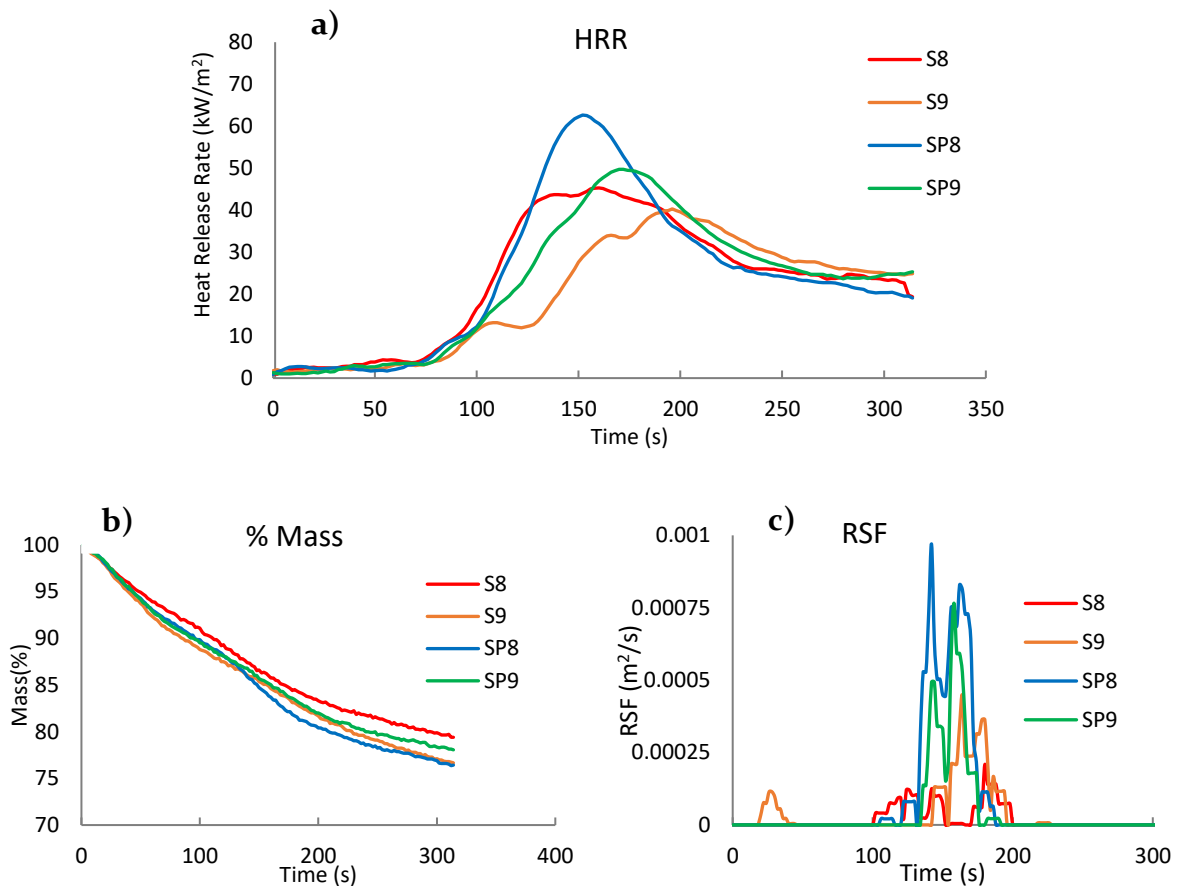 a)
HRR
Heat Release Rate (kW/m²)
80
70
60
50
40
30
20
10
0
0 50 100 150 200 250 300 350
Time (s)
S8
S9
SP8
SP9
b)
% Mass
Mass(%)
100
95
90
85
80
75
70
0 100 200 300 400
Time (s)
S8
S9
SP8
SP9
c)
RSF
RSF (m²/s)
0.001
0.00075
0.0005
0.00025
0
0 100 200 300
Time (s)
S8
S9
SP8
SP9